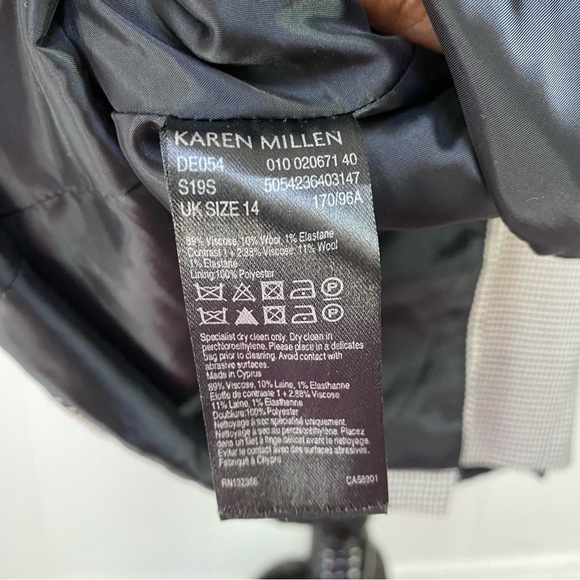 KAREN MILLEN
DE054 010 020671 40
S19S 5054236403147
UK SIZE 14 170/96A
89% Viscose, 10% Wool, 1% Elastane
Contrast 1 + 2:88% Viscose, 11% Wool
1% Elastane
Lining:100% Polyester
P
P
Specialist dry clean only. Dry clean in
perchloroethylene. Please place in a delicates
bag prior to cleaning. Avoid contact with
abrasive surfaces.
Made in Cyprus
89% Viscose, 10% Laine, 1% Elasthanne
Etoffe de contraste 1 + 2:88% Viscose
11% Laine, 1% Elasthanne
Doublure:100% Polyester
Nettoyage a sec spécialisé uniquement.
Nettoyage à sec au perchloroéthylène. Placez
dans un filet a linge délicat avant le nettoyage.
Eviter le contact avec des surfaces abrasives.
Fabriqué à Chypre
RN132366 CA58301